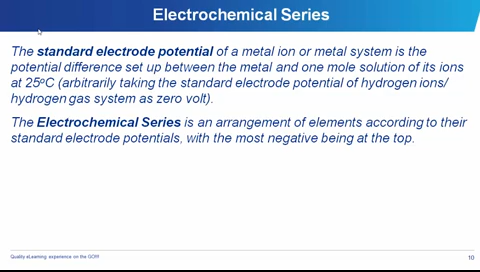 Electrochemical Series
The standard electrode potential of a metal ion or metal system is the
potential difference set up between the metal and one mole solution of its ions
at 25ºC (arbitrarily taking the standard electrode potential of hydrogen ions/
hydrogen gas system as zero volt).
The Electrochemical Series is an arrangement of elements according to their
standard electrode potentials, with the most negative being at the top.
Quality eLearning experience on the GO!!!
10